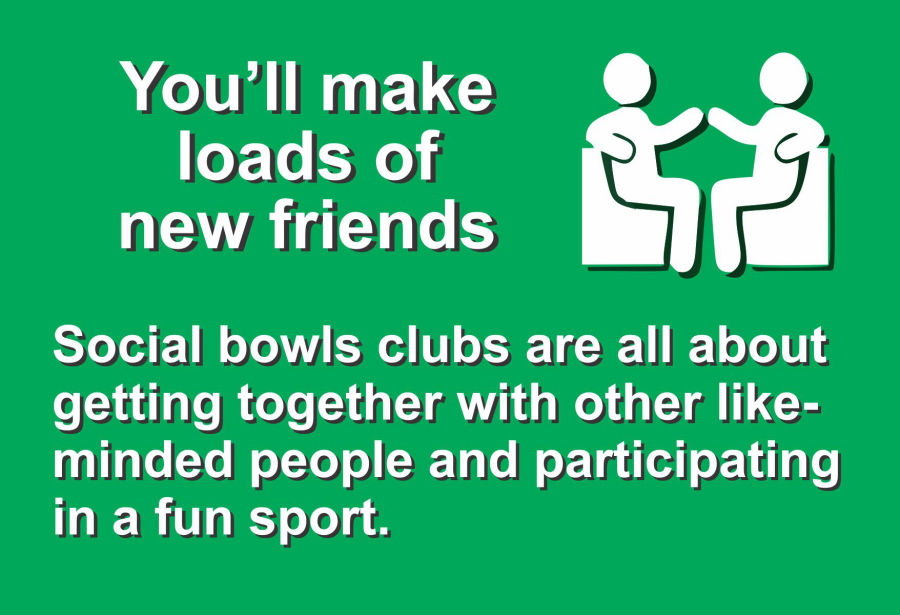 You’ll make
loads of
new friends
Social bowls clubs are all about
getting together with other like-
minded people and participating
in a fun sport.